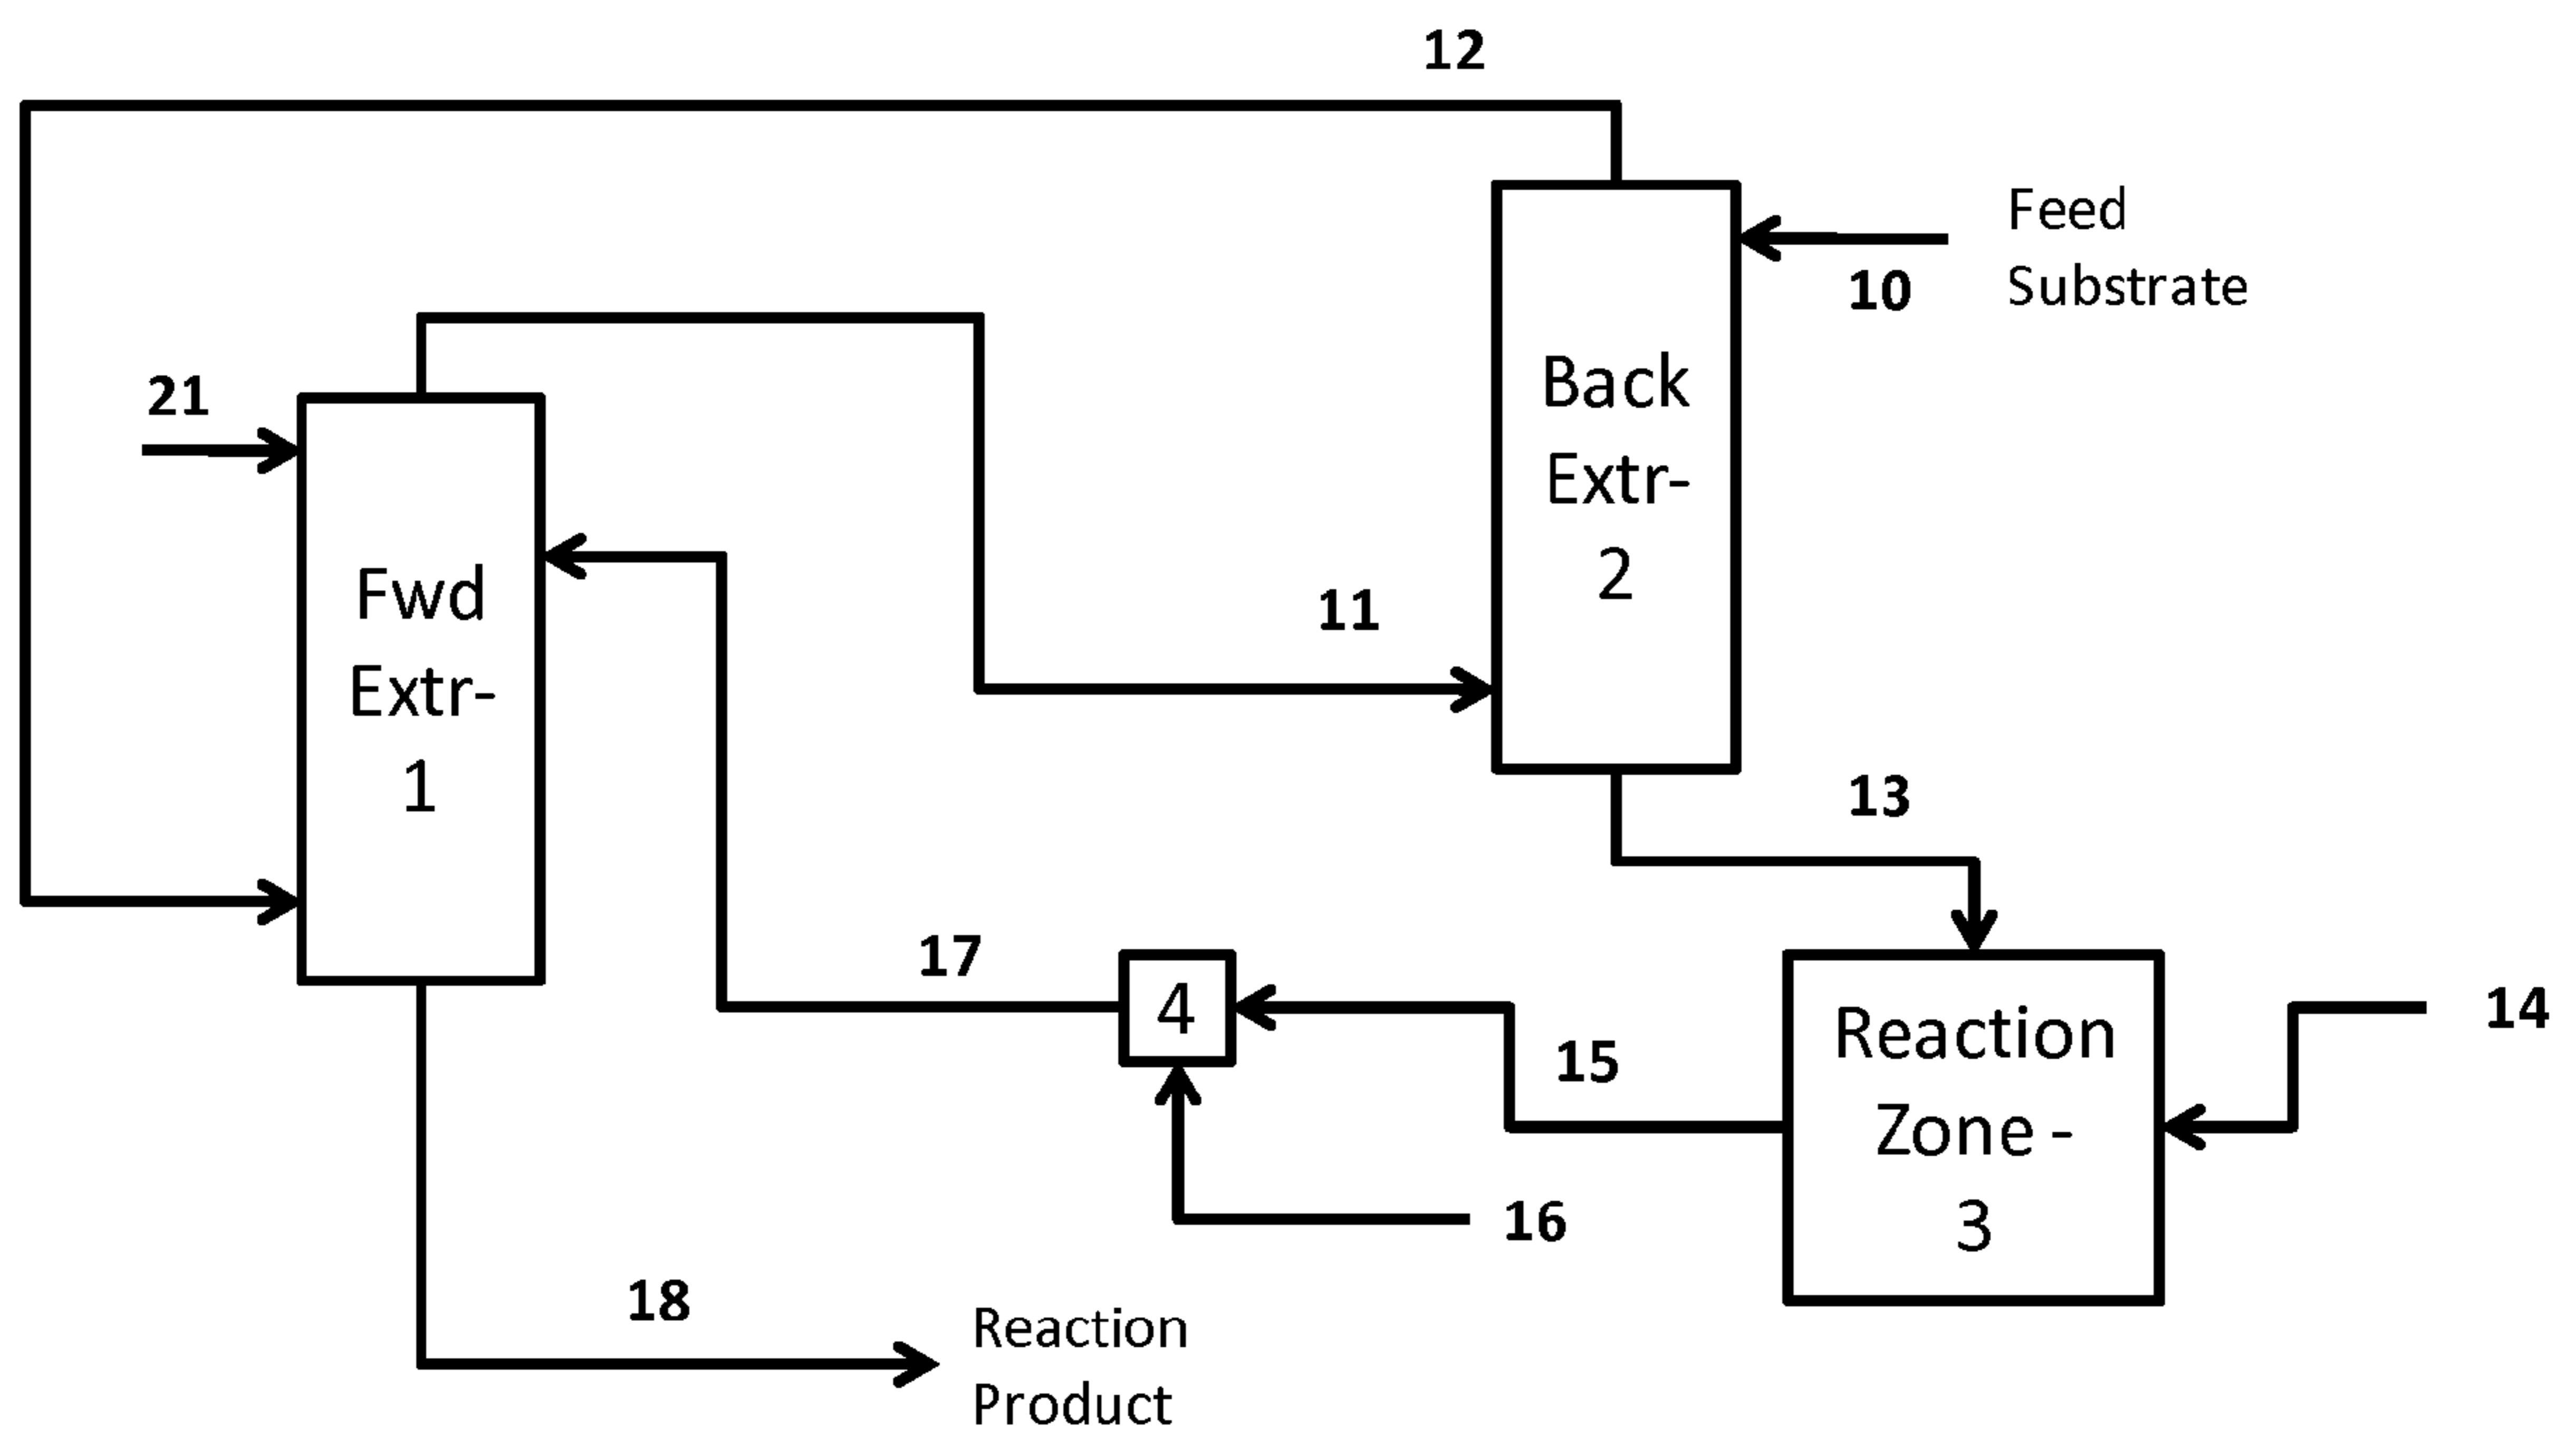 12
Feed
Substrate
10
Back
Extr-
2
21
11
Fwd
Extr-
1
13
17
4
15
14
Reaction
Zone -
3
16
18
Reaction
Product